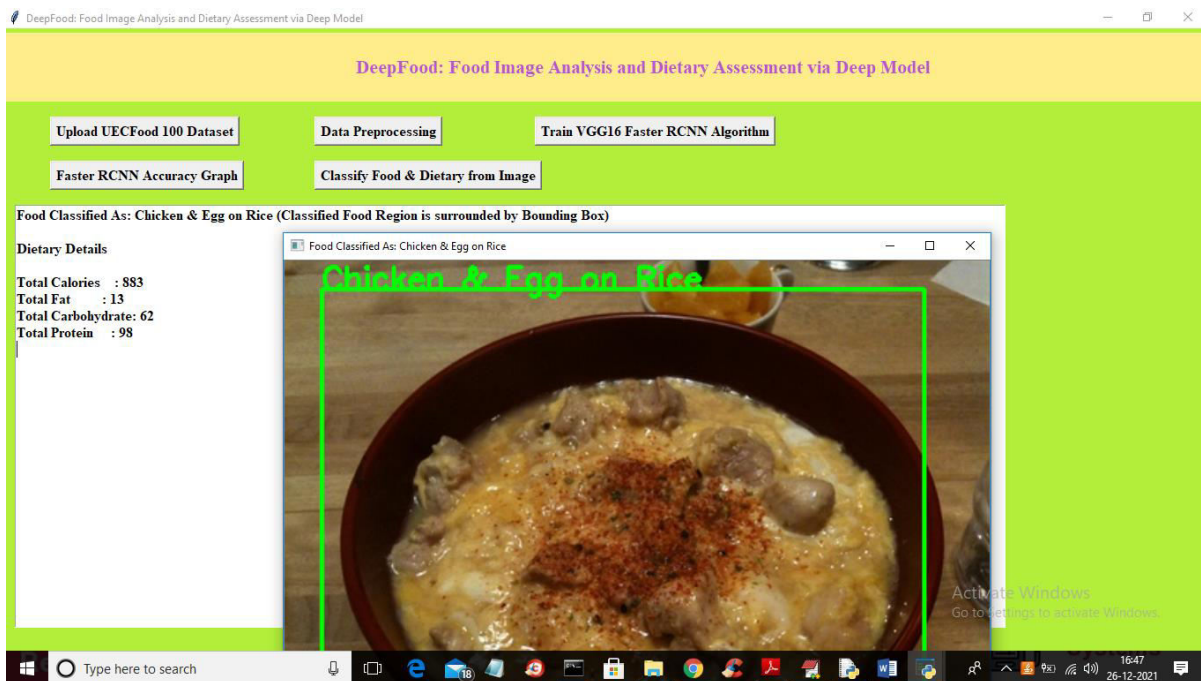 DeepFood: Food Image Analysis and Dietary Assessment via Deep Model
DeepFood: Food Image Analysis and Dietary Assessment via Deep Model
Upload UECFood 100 Dataset
Data Preprocessing
Train VGG16 Faster RCNN Algorithm
Faster RCNN Accuracy Graph
Classify Food & Dietary from Image
Food Classified As: Chicken & Egg on Rice (Classified Food Region is surrounded by Bounding Box)
Dietary Details
Total Calories : 883
Total Fat : 13
Total Carbohydrate: 62
Total Protein : 98
Food Classified As: Chicken & Egg on Rice
Chicken & Egg on Rice
Activate Windows
Go to Settings to activate Windows.
Type here to search
18
16:47
26-12-2021